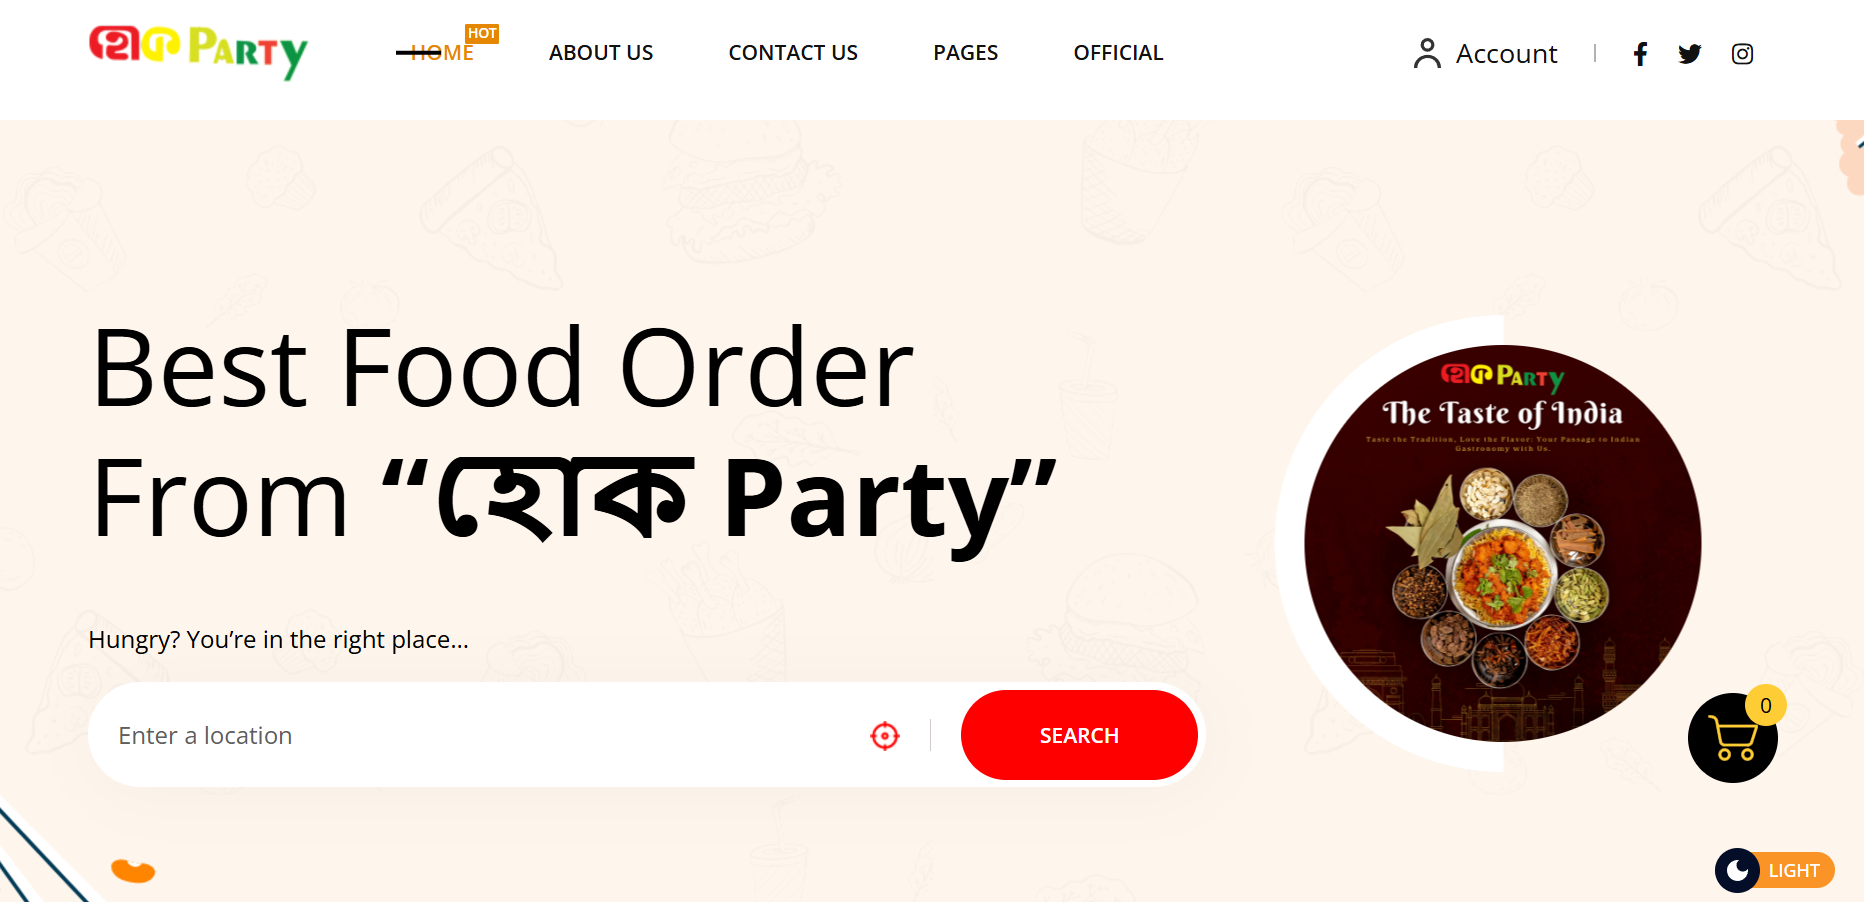 হোক PARTY
HOME
HOT
ABOUT US
CONTACT US
PAGES
OFFICIAL
Account
Best Food Order
From “হোক Party”
Hungry? You’re in the right place...
Enter a location
SEARCH
হোক PARTY
The Taste of India
Taste the Tradition, Love the Flavor: Your Passage to Indian
Gastronomy with Us.
0
LIGHT